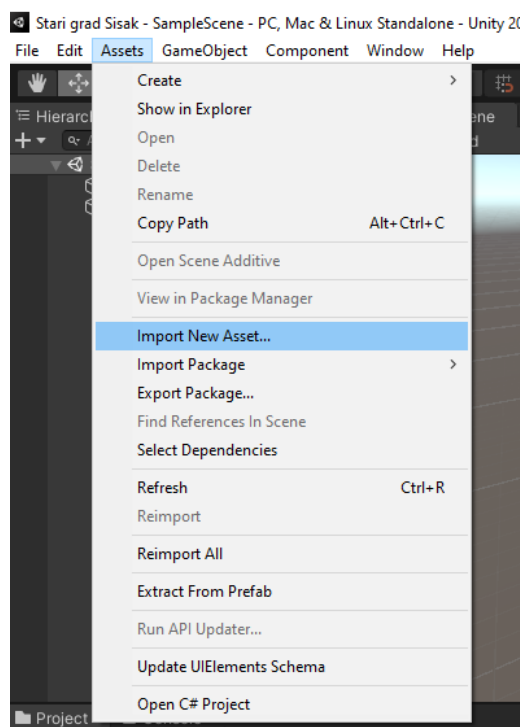 Stari grad Sisak - SampleScene - PC, Mac & Linux Standalone - Unity 20
File Edit Assets GameObject Component Window Help
Hierarc
ene
Create
Show in Explorer
Open
Delete
Rename
Copy Path Alt+Ctrl+C
Open Scene Additive
View in Package Manager
Import New Asset...
Import Package
Export Package...
Find References In Scene
Select Dependencies
Refresh Ctrl+R
Reimport
Reimport All
Extract From Prefab
Run API Updater...
Update UIElements Schema
Open C# Project
Project